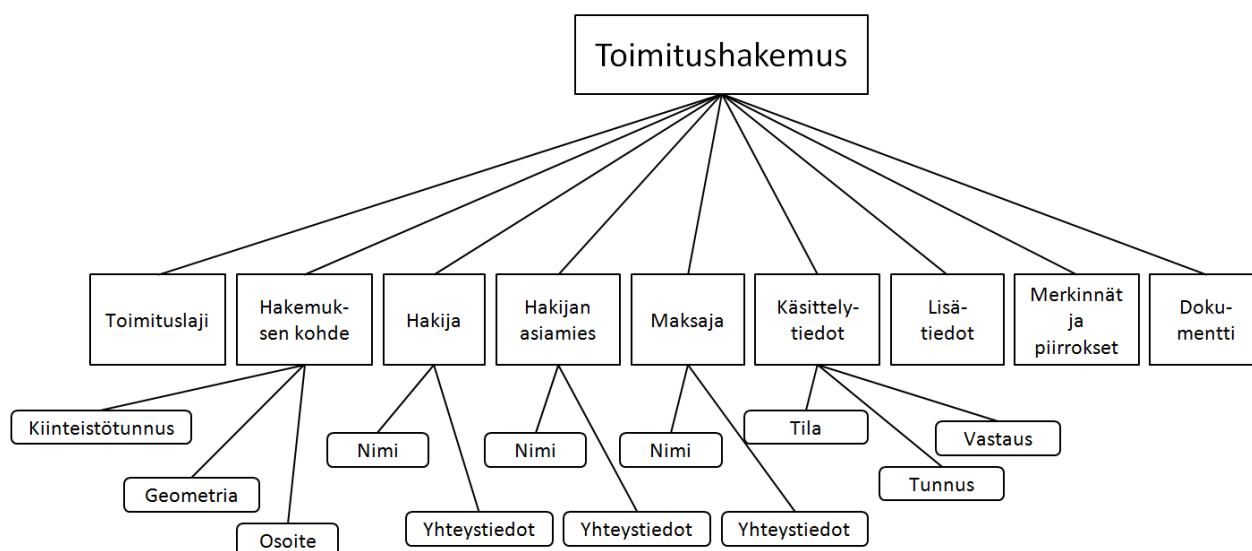 Toimitushakemus
Toimituslaji
Hakemuk-
sen kohde
Hakija
Hakijan
asiamies
Maksaja
Käsittely-
tiedot
Lisä-
tiedot
Merkinnät
ja
piirrokset
Doku-
mentti
Kiinteistötunnus
Geometria
Osoite
Nimi
Yhteystiedot
Nimi
Yhteystiedot
Nimi
Yhteystiedot
Tila
Tunnus
Vastaus